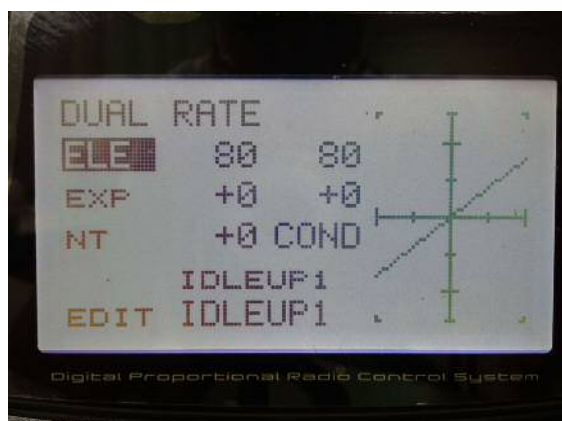 DUAL RATE
ELE 80 80
EXP +0 +0
NT +0 COND
IDLEUP1
EDIT IDLEUP1
Digital Proportional Radio Control System